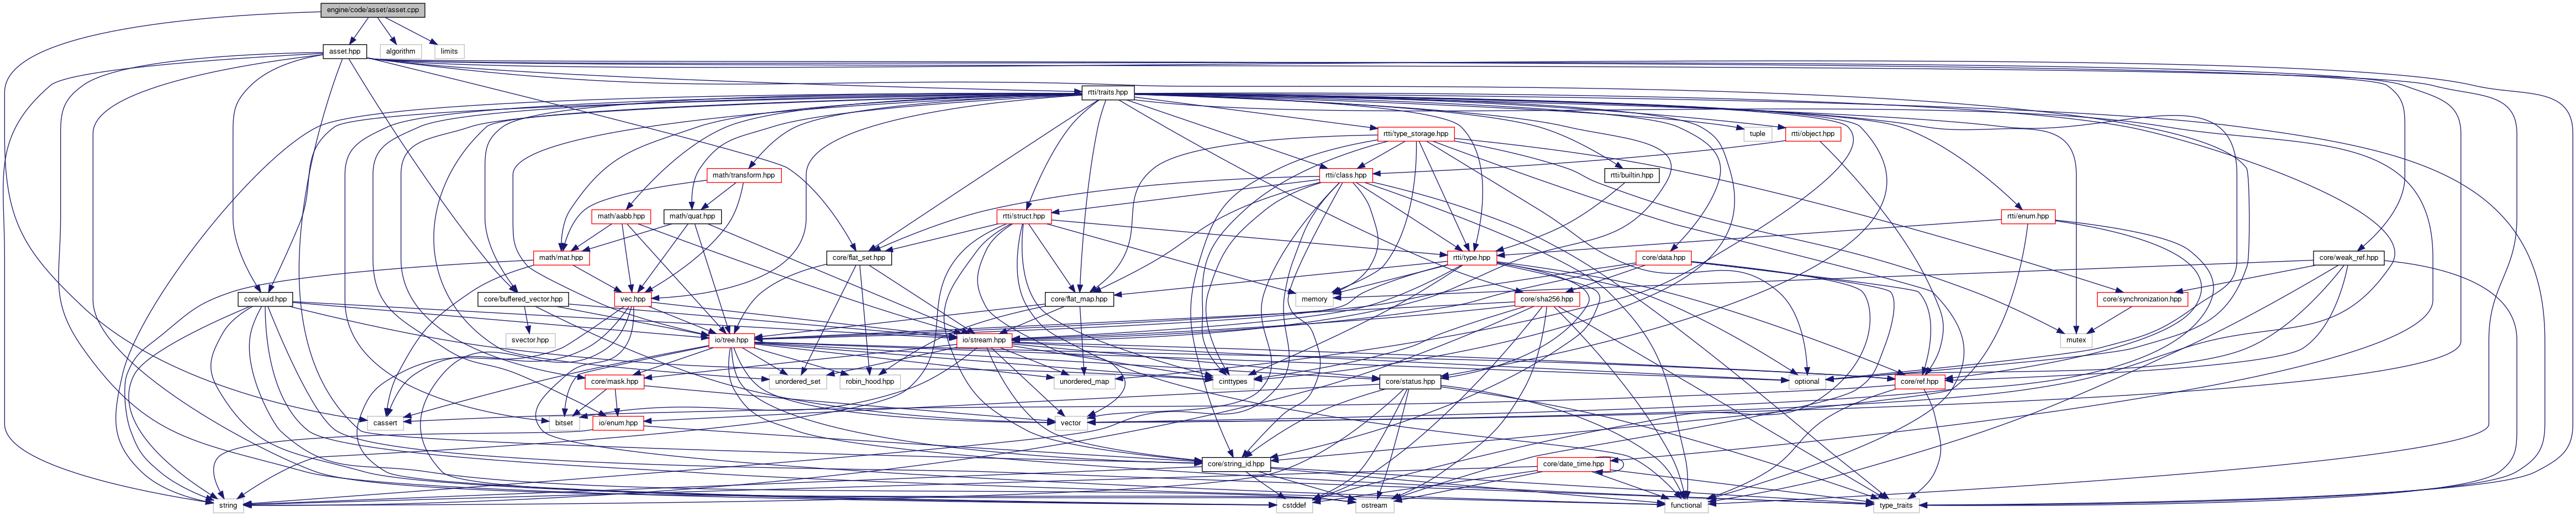 engine/code/asset/asset.cpp
asset.hpp
algorithm
limits
rtti/traits.hpp
rtti/type_storage.hpp
tuple
rtti/object.hpp
math/transform.hpp
rtti/class.hpp
rtti/builtin.hpp
math/aabb.hpp
math/quat.hpp
rtti/struct.hpp
rtti/enum.hpp
math/mat.hpp
core/flat_set.hpp
rtti/type.hpp
core/data.hpp
core/weak_ref.hpp
core/uuid.hpp
core/buffered_vector.hpp
vec.hpp
core/flat_map.hpp
memory
core/sha256.hpp
core/synchronization.hpp
svector.hpp
io/tree.hpp
io/stream.hpp
mutex
core/mask.hpp
unordered_set
robin_hood.hpp
unordered_map
cinttypes
core/status.hpp
optional
core/ref.hpp
cassert
bitset
io/enum.hpp
vector
core/string_id.hpp
core/date_time.hpp
string
cstddef
ostream
functional
type_traits